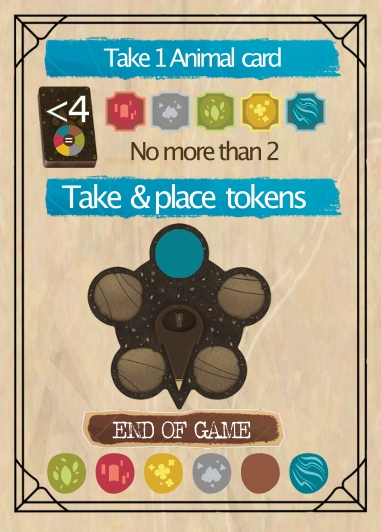 Take 1 Animal card
<4
No more than 2
Take & place tokens
END OF GAME